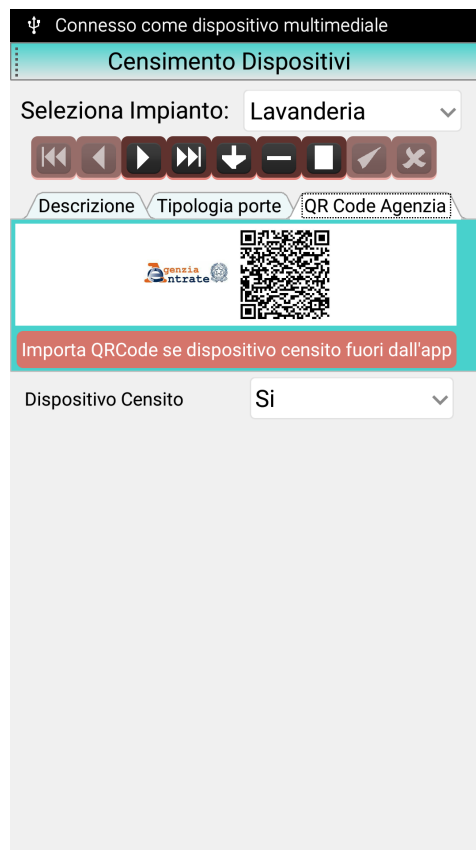 Connesso come dispositivo multimediale
Censimento Dispositivi
Seleziona Impianto: Lavanderia
Descrizione Tipologia porte QR Code Agenzia
Agenzia
Entrate
Importa QRCode se dispositivo censito fuori dall'app
Dispositivo Censito Si